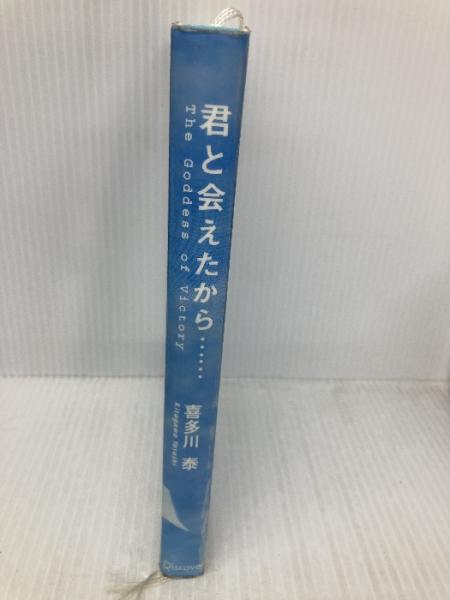 君と会えたから……
The Goddess of Victory
喜多川 泰
Kitagawa Yasushi
Discover